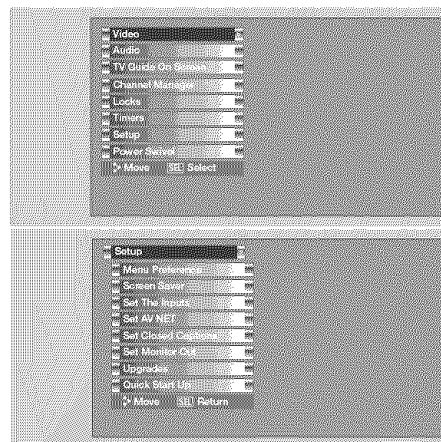 Video
Audio
TV Guide On Screen
Channel Manager
Locks
Timers
Setup
Power Swivel
Move SEL Select
Setup
Menu Preference
Screen Saver
Set The Inputs
Set AV NET
Set Closed Captions
Set Monitor Out
Upgrades
Quick Start Up
Move SEL Return